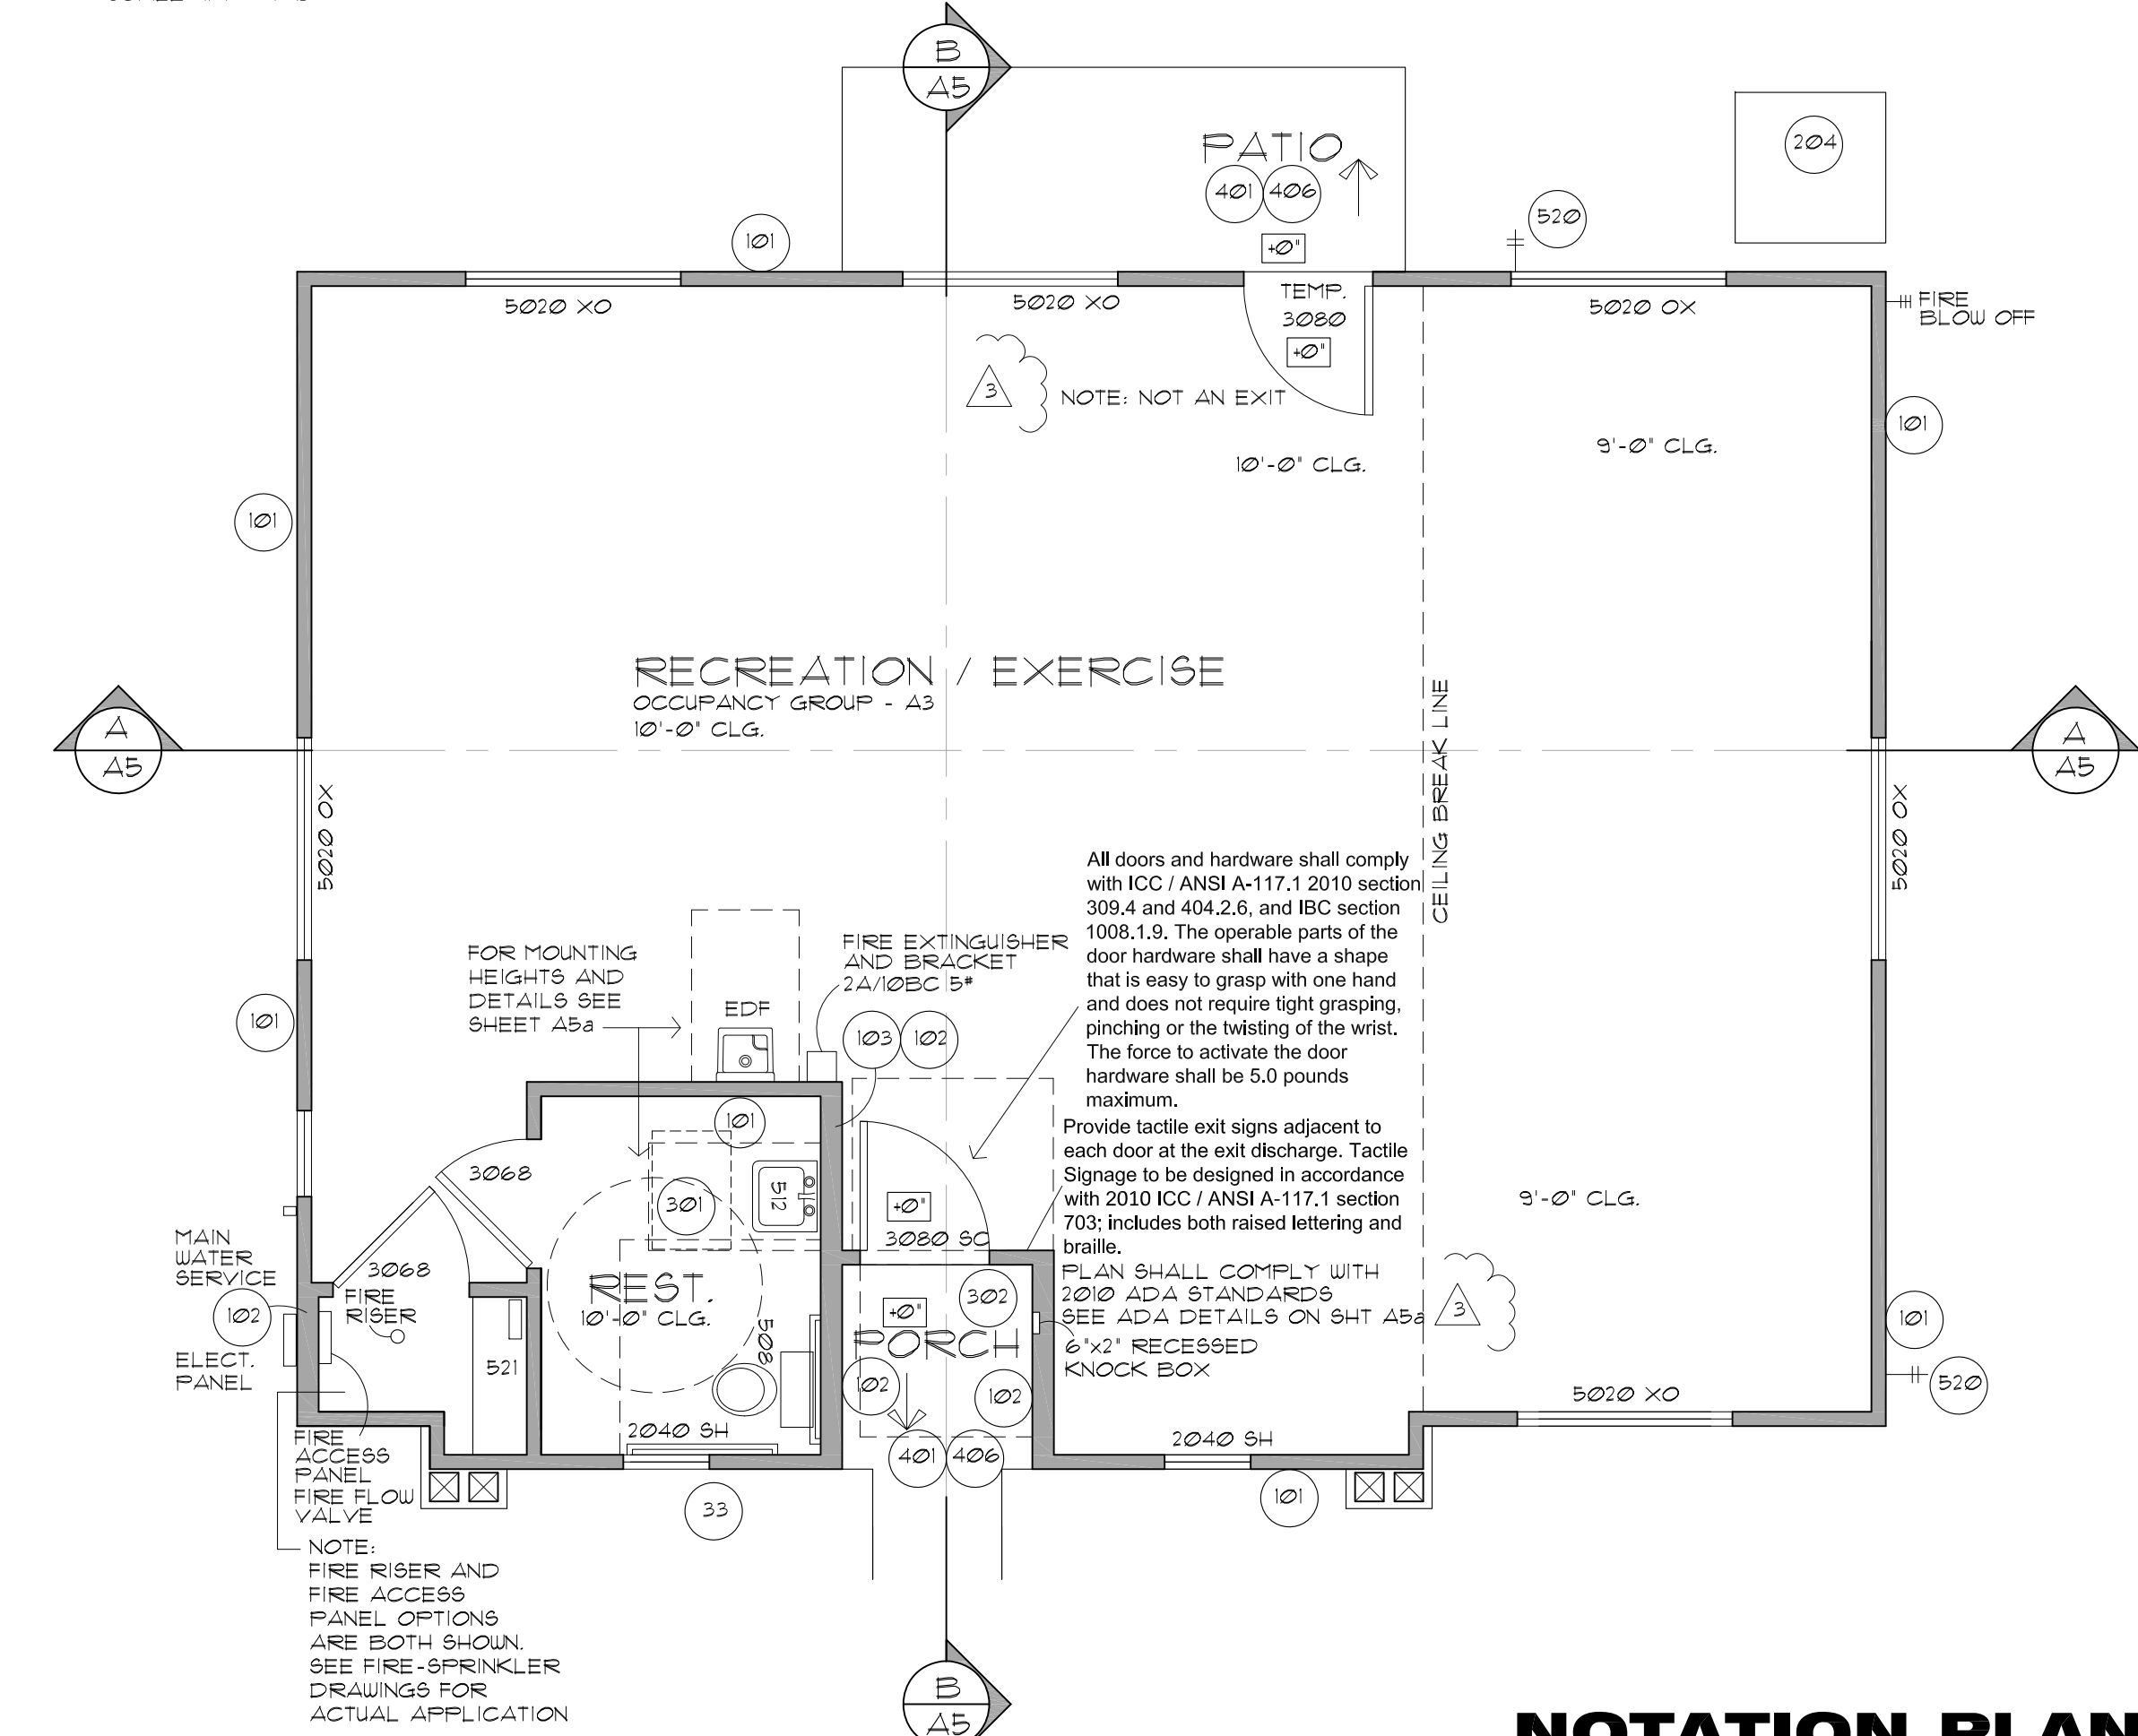 B
A5
PATIO
401 406
+0"
204
520
101
5020 XO
5020 XO
TEMP.
3080
+0"
5020 OX
FIRE
BLOW OFF
3
NOTE: NOT AN EXIT
10'-0" CLG.
9'-0" CLG.
101
101
RECREATION / EXERCISE
OCCUPANCY GROUP - A3
10'-0" CLG.
A
A5
A
A5
5020 OX
CEILING BREAK LINE
5020 OX
All doors and hardware shall comply
with ICC / ANSI A-117.1 2010 section
309.4 and 404.2.6, and IBC section
1008.1.9. The operable parts of the
door hardware shall have a shape
that is easy to grasp with one hand
and does not require tight grasping,
pinching or the twisting of the wrist.
The force to activate the door
hardware shall be 5.0 pounds
maximum.
FOR MOUNTING
HEIGHTS AND
DETAILS SEE
SHEET A5a
EDF
FIRE EXTINGUISHER
AND BRACKET
2A/10BC 5#
103 102
101
101
Provide tactile exit signs adjacent to
each door at the exit discharge. Tactile
Signage to be designed in accordance
with 2010 ICC / ANSI A-117.1 section
703; includes both raised lettering and
braille.
3068
301
512
+0"
3080 SC
9'-0" CLG.
MAIN
WATER
SERVICE
102
ELECT.
PANEL
3068
FIRE
RISER
521
REST.
10'-0" CLG.
508
+0"
302
PORCH
102
102
PLAN SHALL COMPLY WITH
2010 ADA STANDARDS
SEE ADA DETAILS ON SHT A5a
3
6"x2" RECESSED
KNOCK BOX
101
520
5020 XO
2040 SH
401 406
2040 SH
FIRE
ACCESS
PANEL
FIRE FLOW
VALVE
33
101
NOTE:
FIRE RISER AND
FIRE ACCESS
PANEL OPTIONS
ARE BOTH SHOWN.
SEE FIRE-SPRINKLER
DRAWINGS FOR
ACTUAL APPLICATION
B
A5
NOTATION PLAN